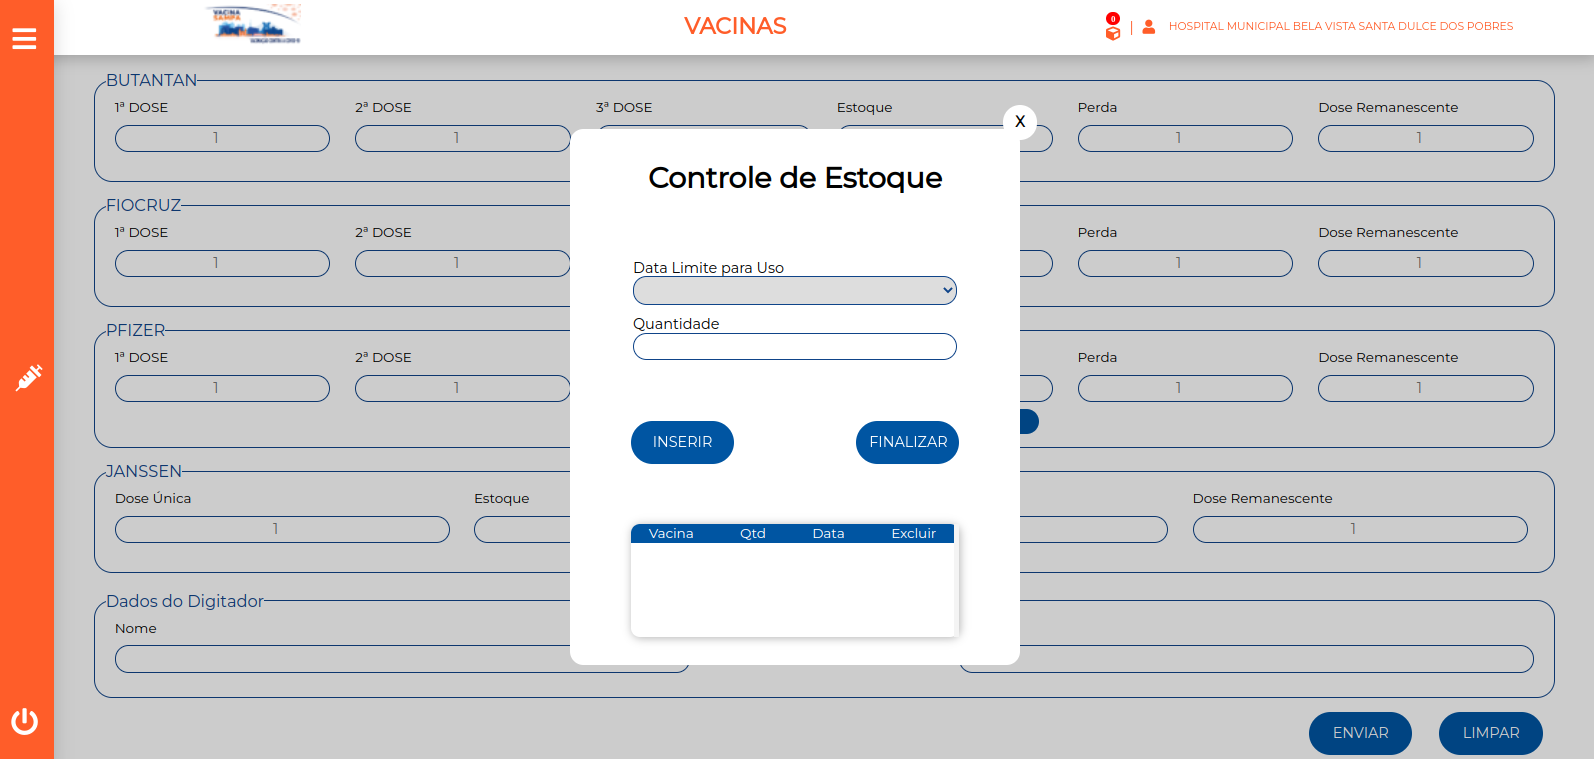 VACINA
SAMPA
VACINAS
0
HOSPITAL MUNICIPAL BELA VISTA SANTA DULCE DOS POBRES
BUTANTAN
1ª DOSE 2ª DOSE 3ª DOSE Estoque Perda Dose Remanescente
1 1 1 1
X
Controle de Estoque
FIOCRUZ
1ª DOSE 2ª DOSE Perda Dose Remanescente
1 1 1 1
Data Limite para Uso
Quantidade
PFIZER
1ª DOSE 2ª DOSE Perda Dose Remanescente
1 1 1 1
INSERIR FINALIZAR
JANSSEN
Dose Única Estoque Dose Remanescente
1 1
Vacina Qtd Data Excluir
Dados do Digitador
Nome
ENVIAR LIMPAR